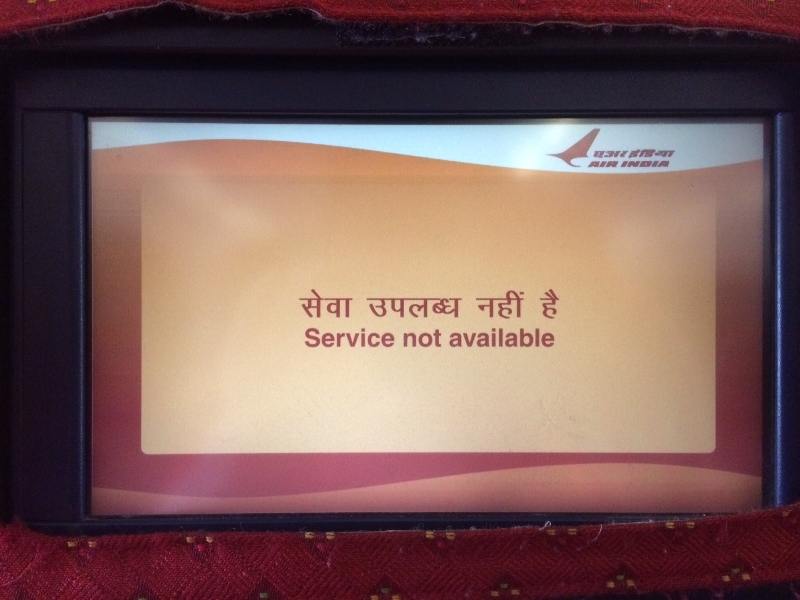 एअर इंडिया
AIR INDIA
सेवा उपलब्ध नहीं है
Service not available